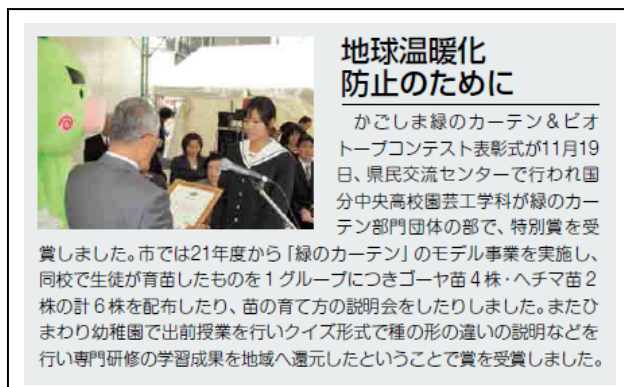 地球温暖化
防止のために
かごしま緑のカーテン&ビオ
トープコンテスト表彰式が11月19
日、県民交流センターで行われ国
分中央高校園芸工学科が緑のカー
テン部門団体の部で、特別賞を受
賞しました。市では21年度から「緑のカーテン」のモデル事業を実施し、
同校で生徒が育苗したものを1グループにつきゴーヤ苗4株・ヘチマ苗2
株の計6株を配布したり、苗の育て方の説明会をしたりしました。またひ
まわり幼稚園で出前授業を行いクイズ形式で種の形の違いの説明などを
行い専門研修の学習成果を地域へ還元したということで賞を受賞しました。